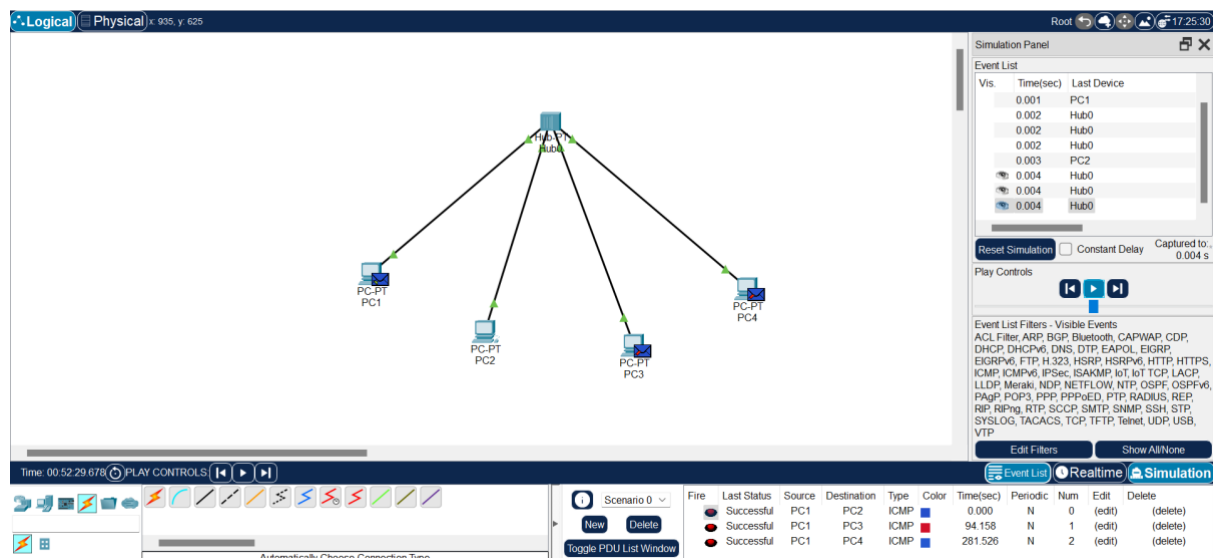 Logical Physical x: 935, y: 625 Root 17:25:30
Simulation Panel
Event List
Vis. Time(sec) Last Device
0.001 PC1
0.002 Hub0
0.002 Hub0
0.002 Hub0
0.003 PC2
0.004 Hub0
0.004 Hub0
0.004 Hub0
Reset Simulation Constant Delay Captured to:
0.004 s
Play Controls
Event List Filters - Visible Events
ACL Filter, ARP, BGP, Bluetooth, CAPWAP, CDP,
DHCP, DHCPv6, DNS, DTP, EAPOL, EIGRP,
EIGRPv6, FTP, H.323, HSRP, HSRPv6, HTTP, HTTPS,
ICMP, ICMPv6, IPSec, ISAKMP, IoT, IoT TCP, LACP,
LLDP, Meraki, NDP, NETFLOW, NTP, OSPF, OSPFv6,
PAgP, POP3, PPP, PPPoED, PTP, RADIUS, REP,
RIP, RIPng, RTP, SCCP, SMTP, SNMP, SSH, STP,
SYSLOG, TACACS, TCP, TFTP, Telnet, UDP, USB,
VTP
Edit Filters Show All/None
Hub-PT
Hub0
PC-PT
PC1
PC-PT
PC2
PC-PT
PC3
PC-PT
PC4
Time: 00:52:29.678 PLAY CONTROLS: Event List Realtime Simulation
Scenario 0
New Delete
Toggle PDU List Window
Fire Last Status Source Destination Type Color Time(sec) Periodic Num Edit Delete
Successful PC1 PC2 ICMP 0.000 N 0 (edit) (delete)
Successful PC1 PC3 ICMP 94.158 N 1 (edit) (delete)
Successful PC1 PC4 ICMP 281.526 N 2 (edit) (delete)
Automatically Choose Connection Type